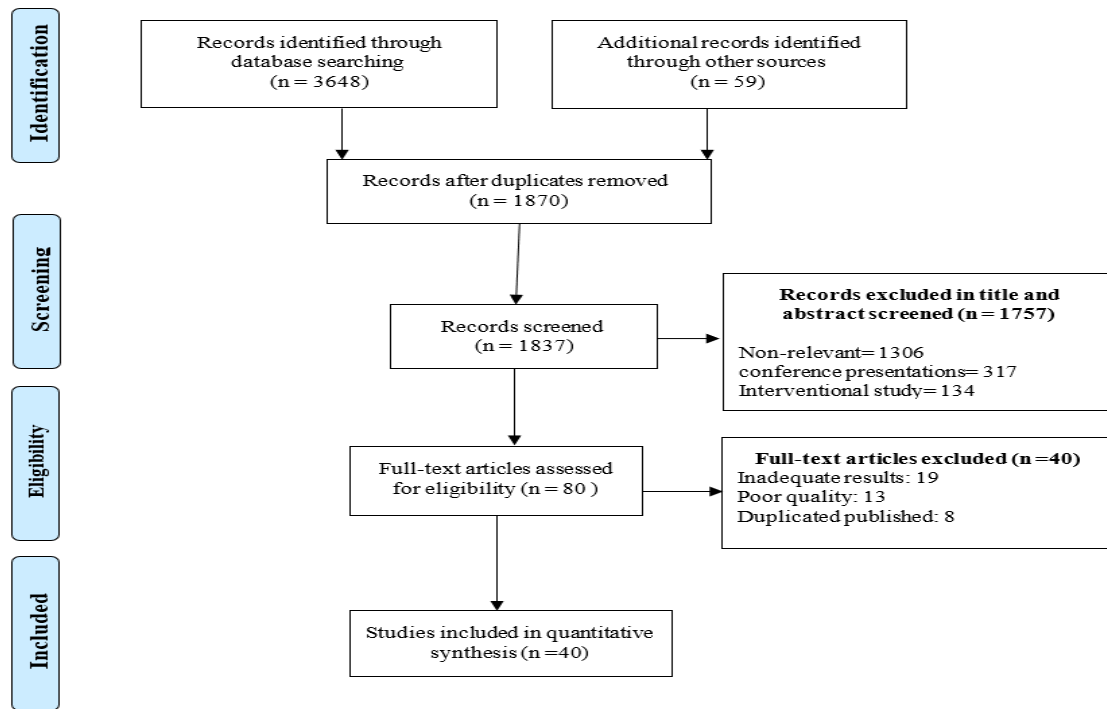 Identification
Records identified through
database searching
(n = 3648)
Additional records identified
through other sources
(n = 59)
Records after duplicates removed
(n = 1870)
Screening
Records screened
(n = 1837)
Records excluded in title and
abstract screened (n = 1757)
Non-relevant= 1306
conference presentations= 317
Interventional study= 134
Eligibility
Full-text articles assessed
for eligibility (n = 80 )
Full-text articles excluded (n =40)
Inadequate results: 19
Poor quality: 13
Duplicated published: 8
Included
Studies included in quantitative
synthesis (n =40)